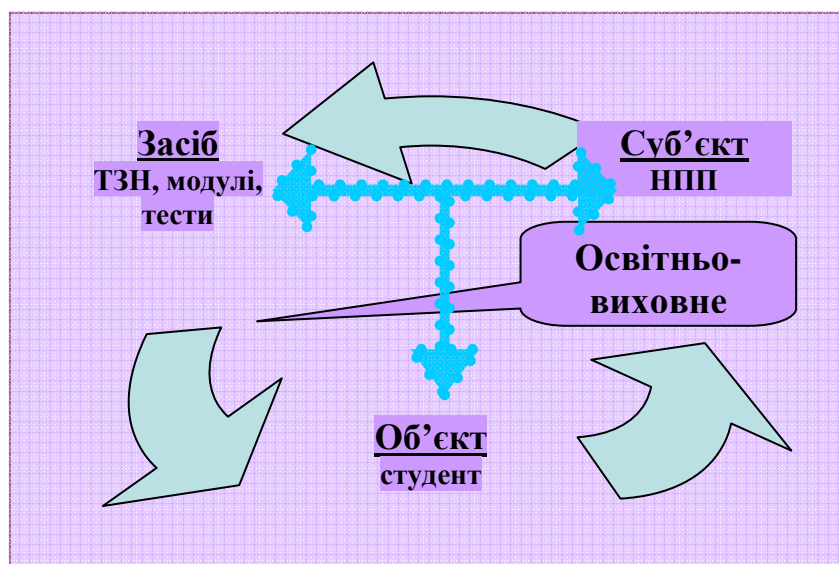 Засіб
ТЗН, модулі,
тести
Суб’єкт
НПП
Освітньо-
виховне
Об’єкт
студент